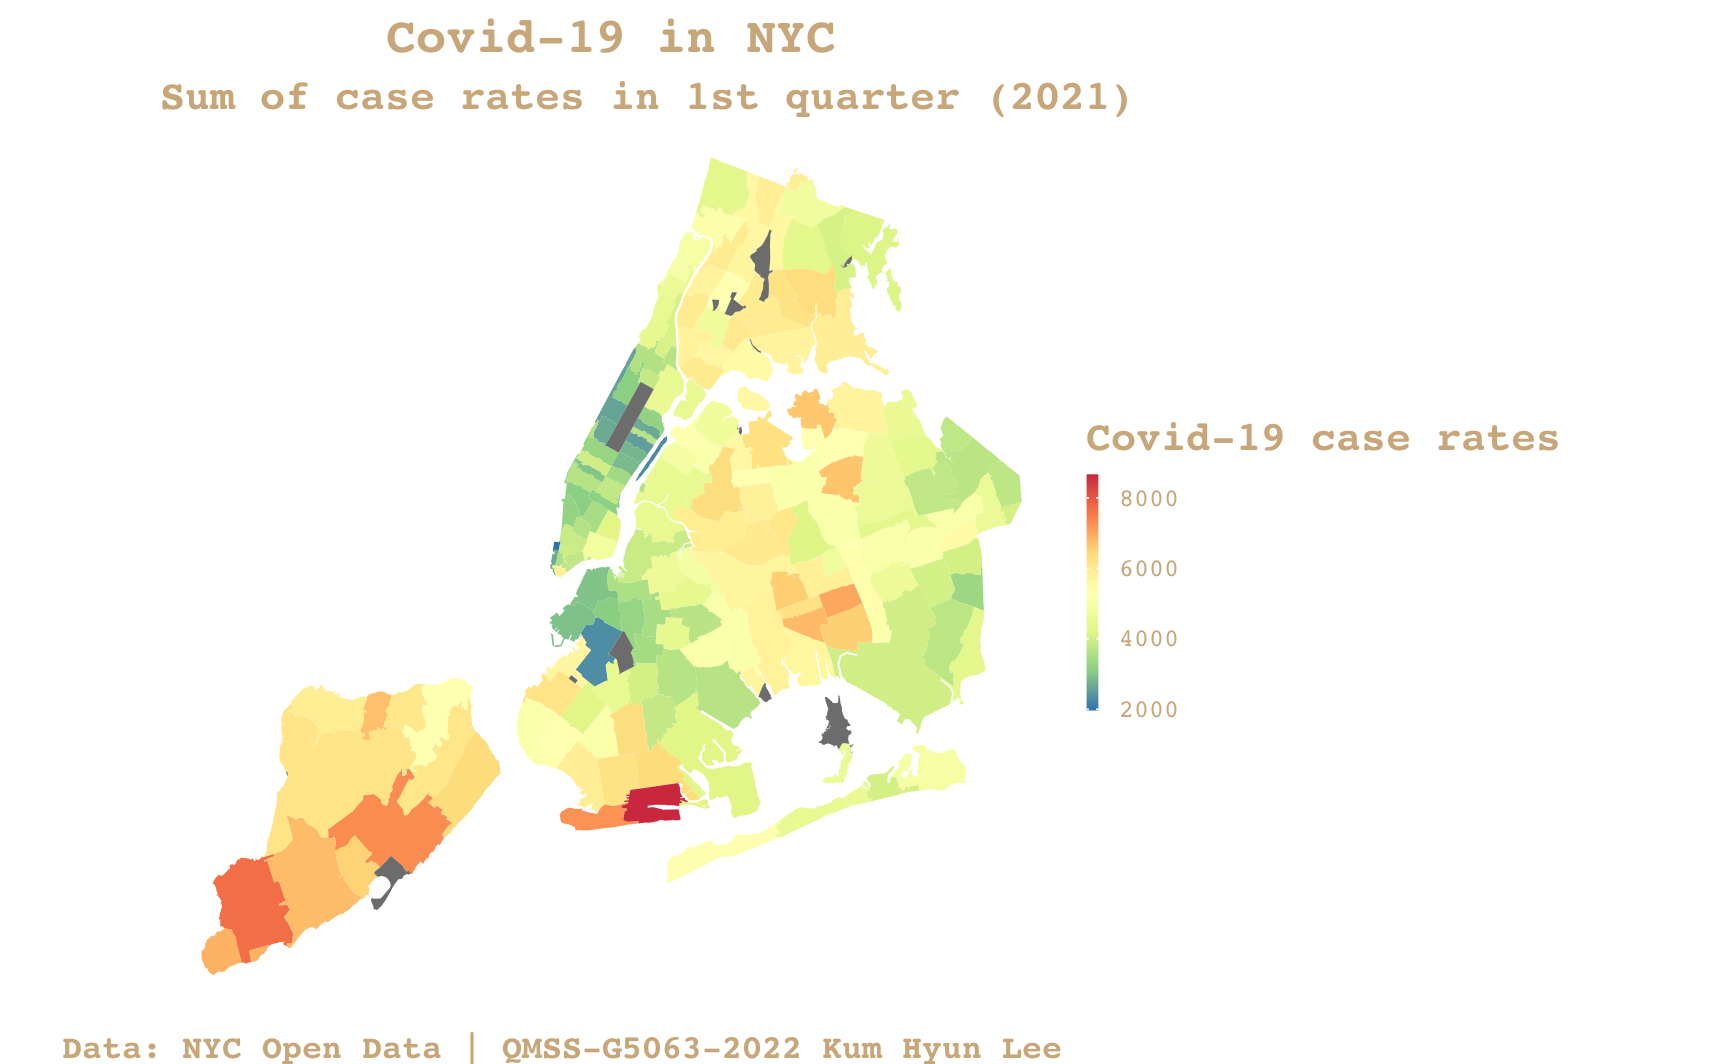 Covid-19 in NYC
Sum of case rates in 1st quarter (2021)
Covid-19 case rates
8000
6000
4000
2000
Data: NYC Open Data | QMSS-G5063-2022 Kum Hyun Lee